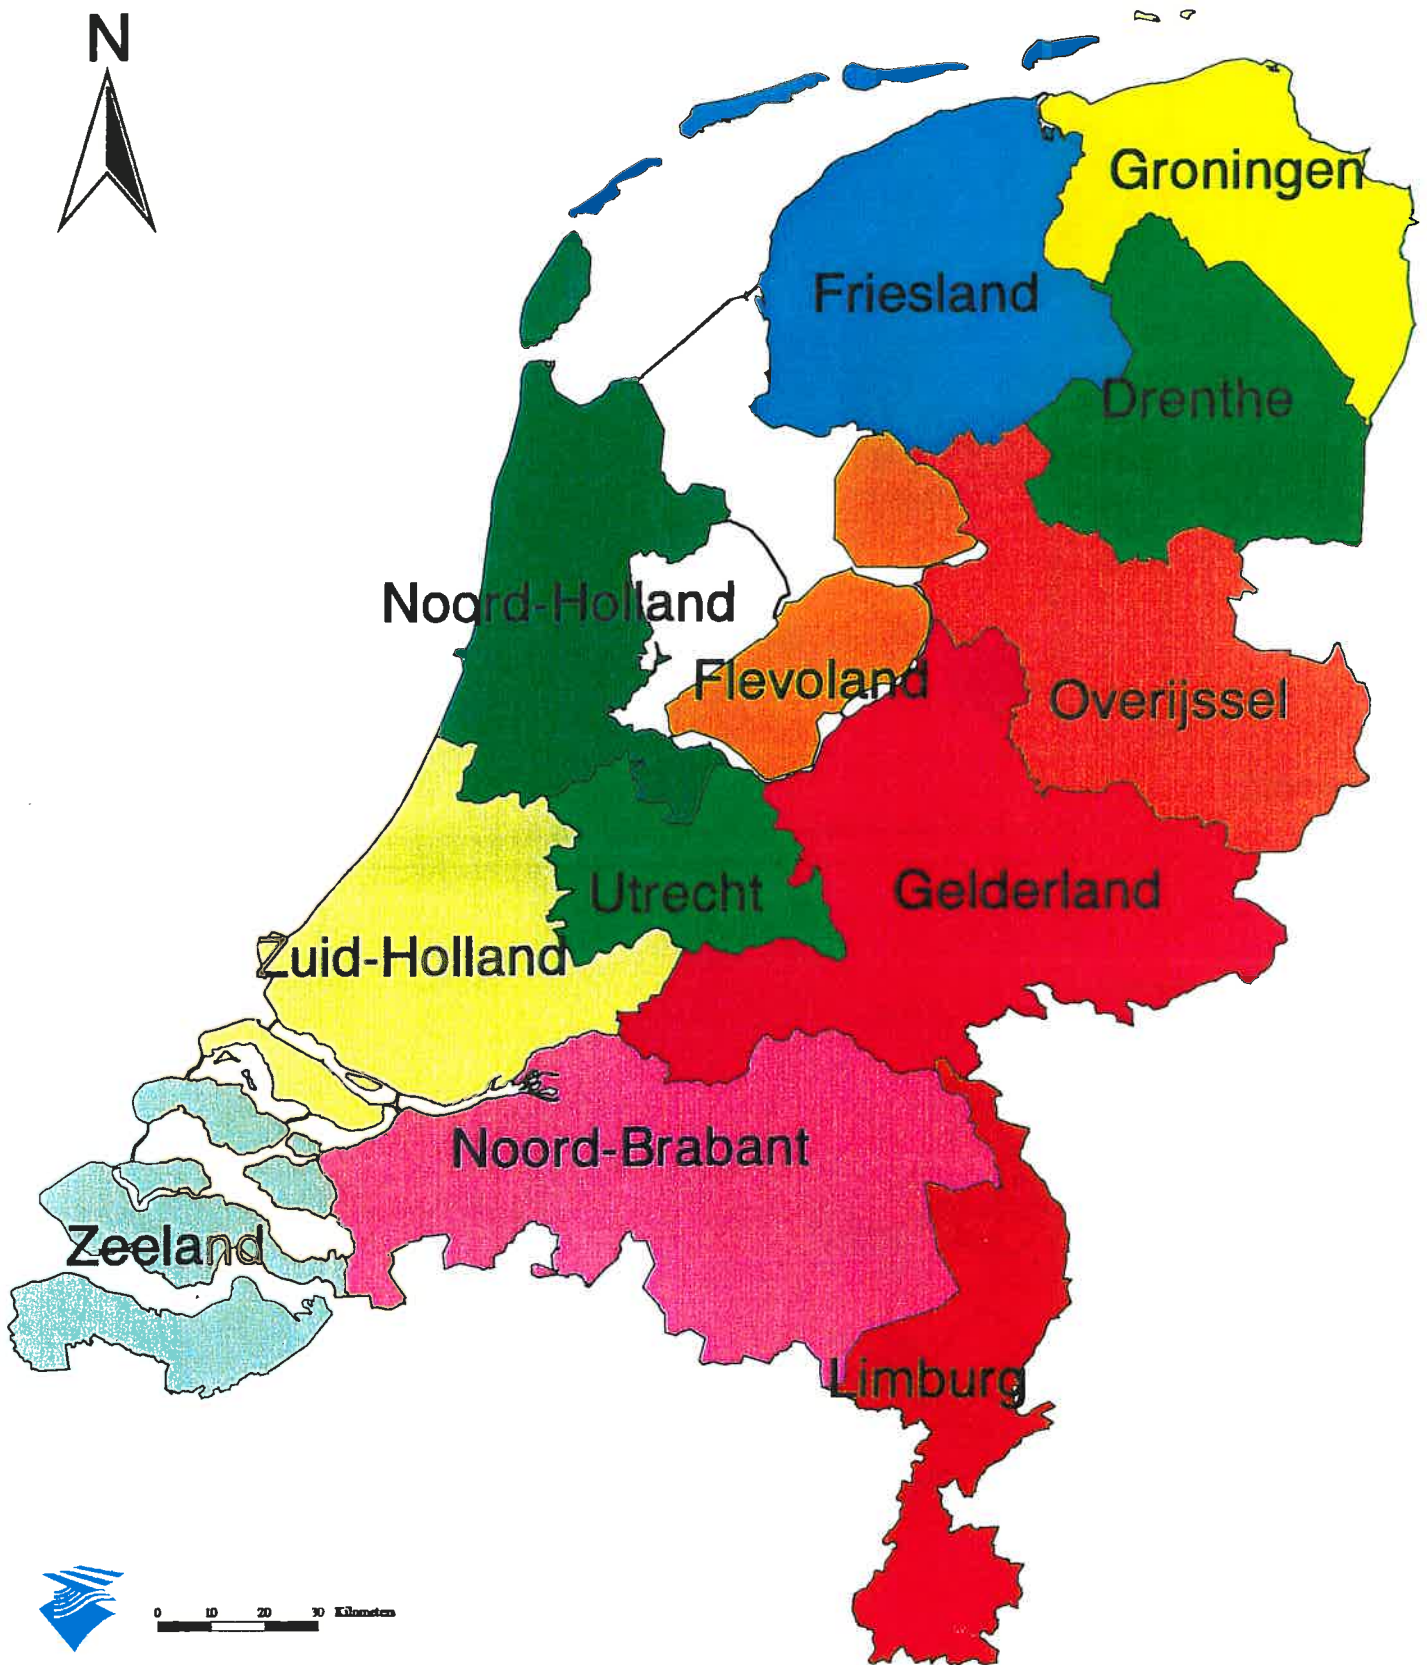 N
Groningen
Friesland
Drenthe
Noord-Holland
Flevoland
Overijssel
Utrecht
Gelderland
Zuid-Holland
Noord-Brabant
Zeeland
Limburg
0 10 20 30 Kilometers